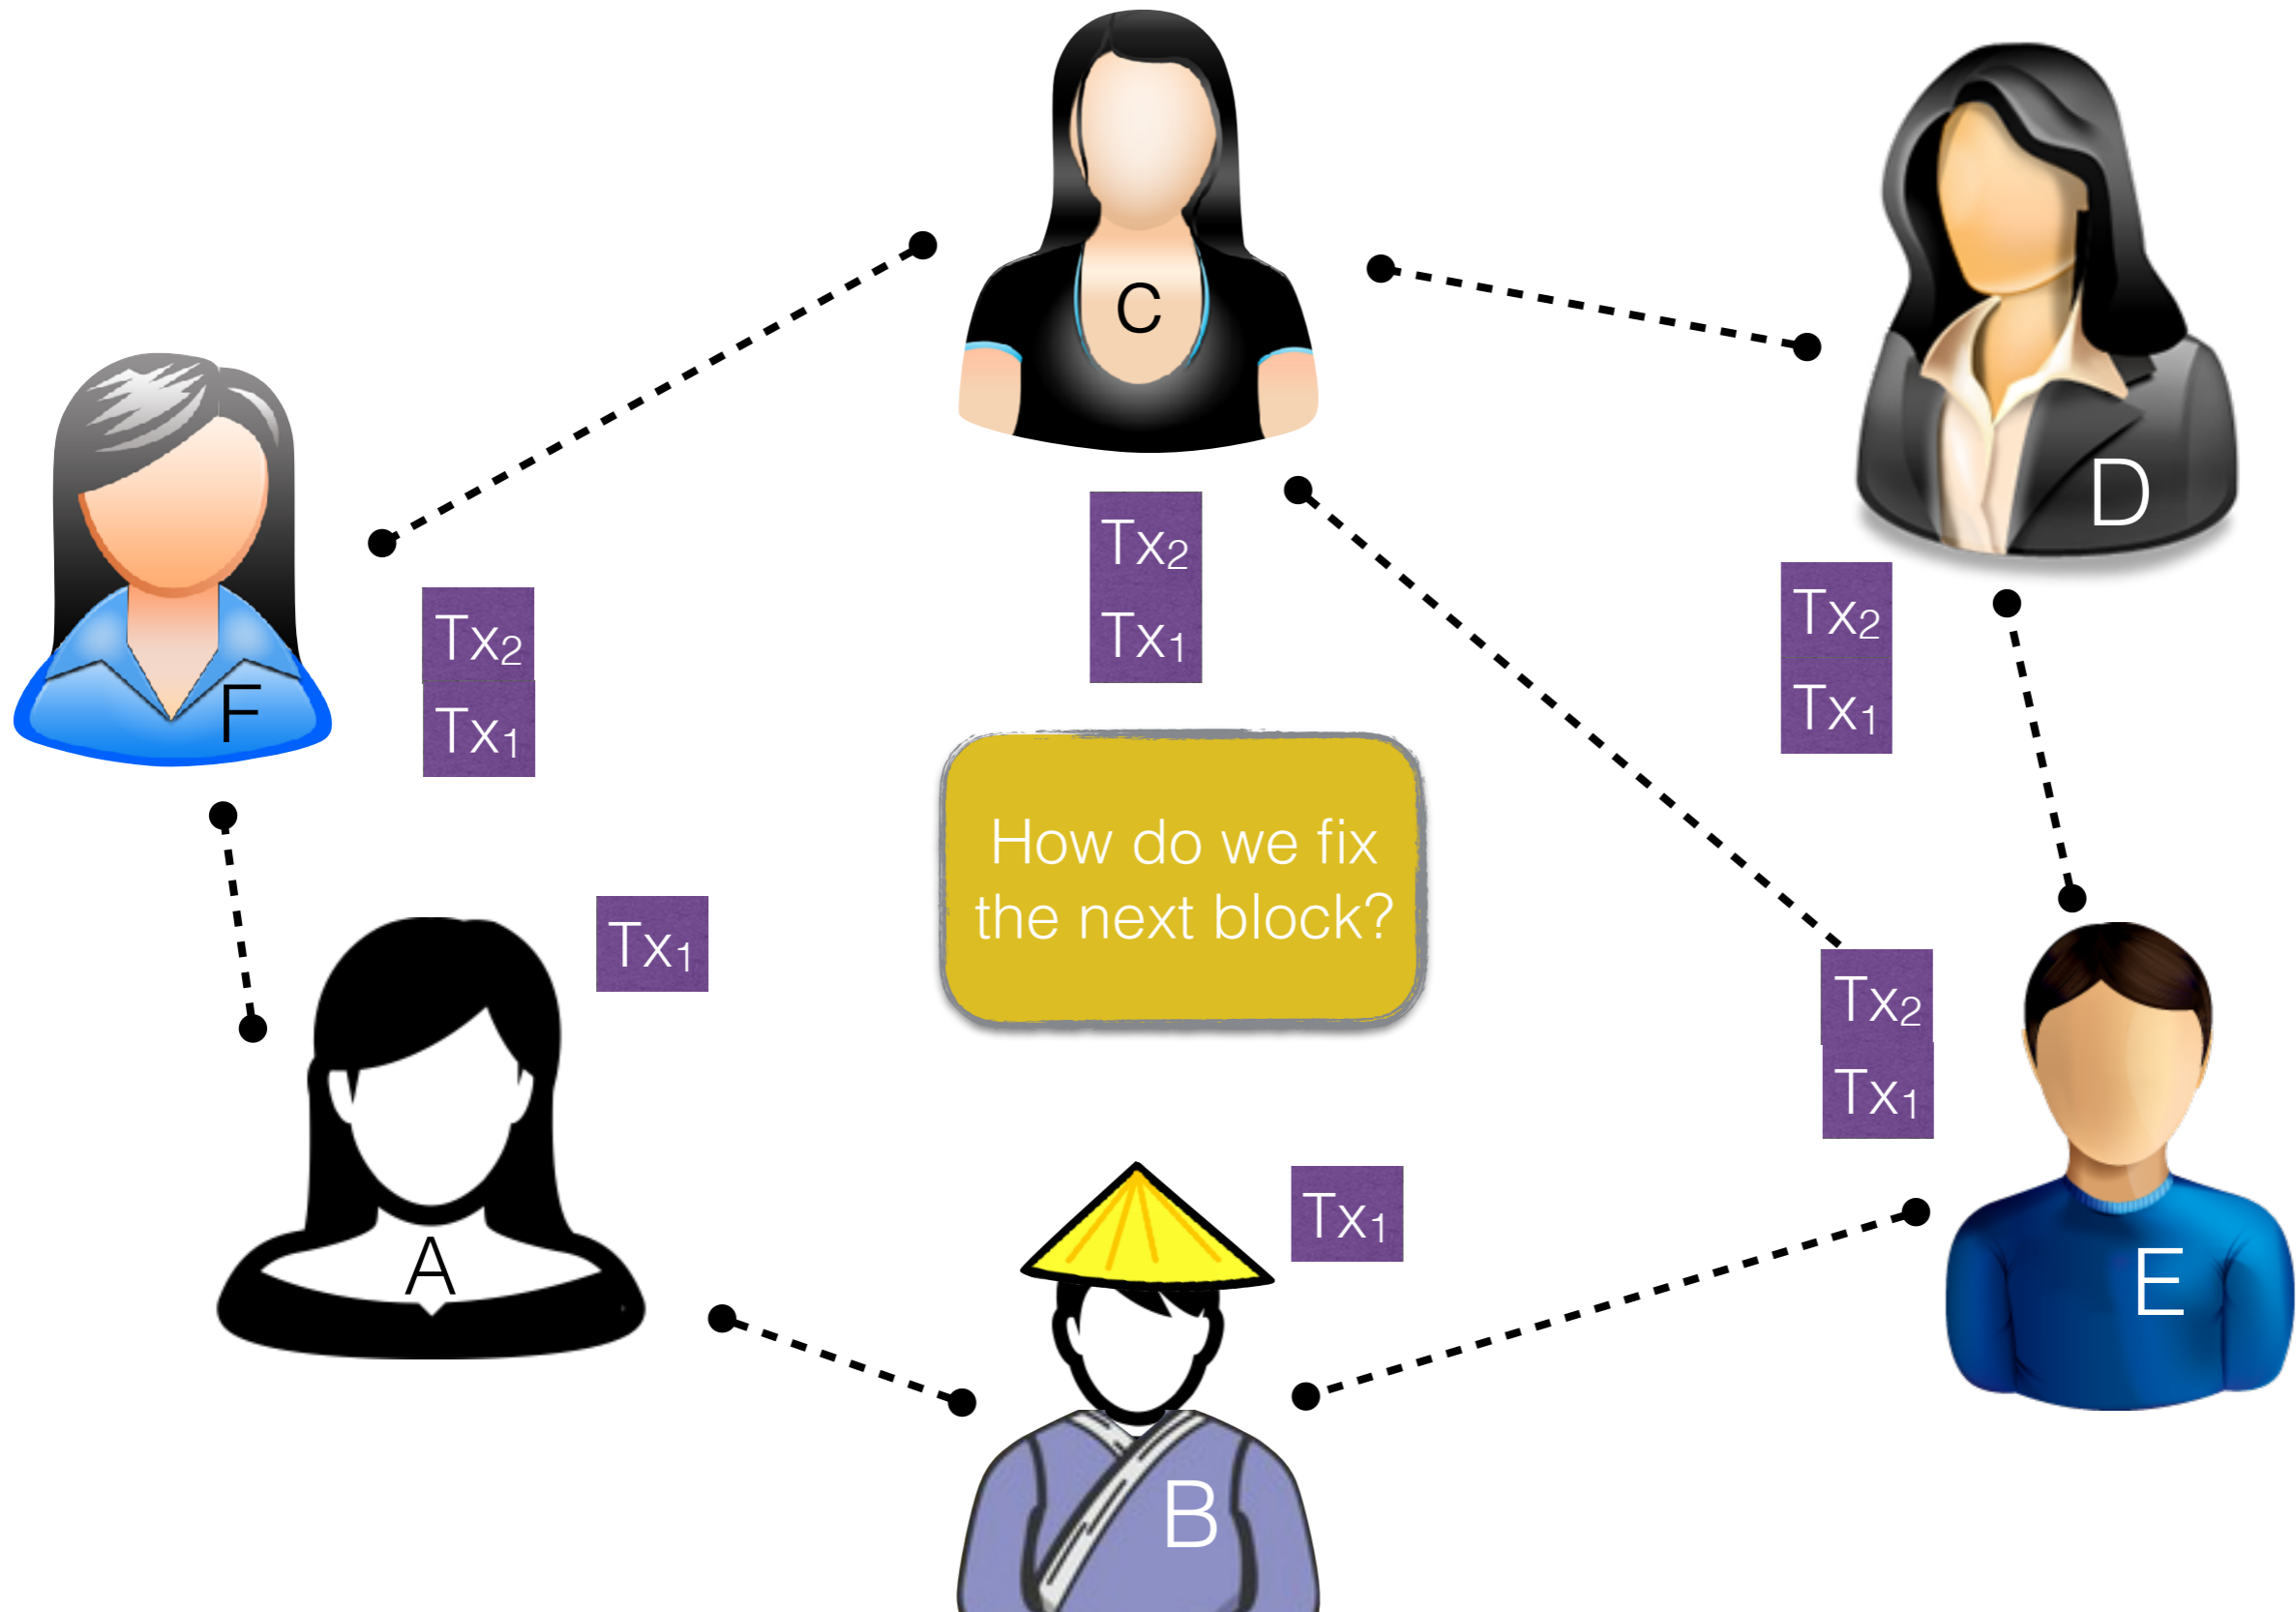 C
D
Tx₂
Tx₁
Tx₂
Tx₁
F
Tx₂
Tx₁
How do we fix
the next block?
Tx₁
Tx₂
Tx₁
A
Tx₁
E
B